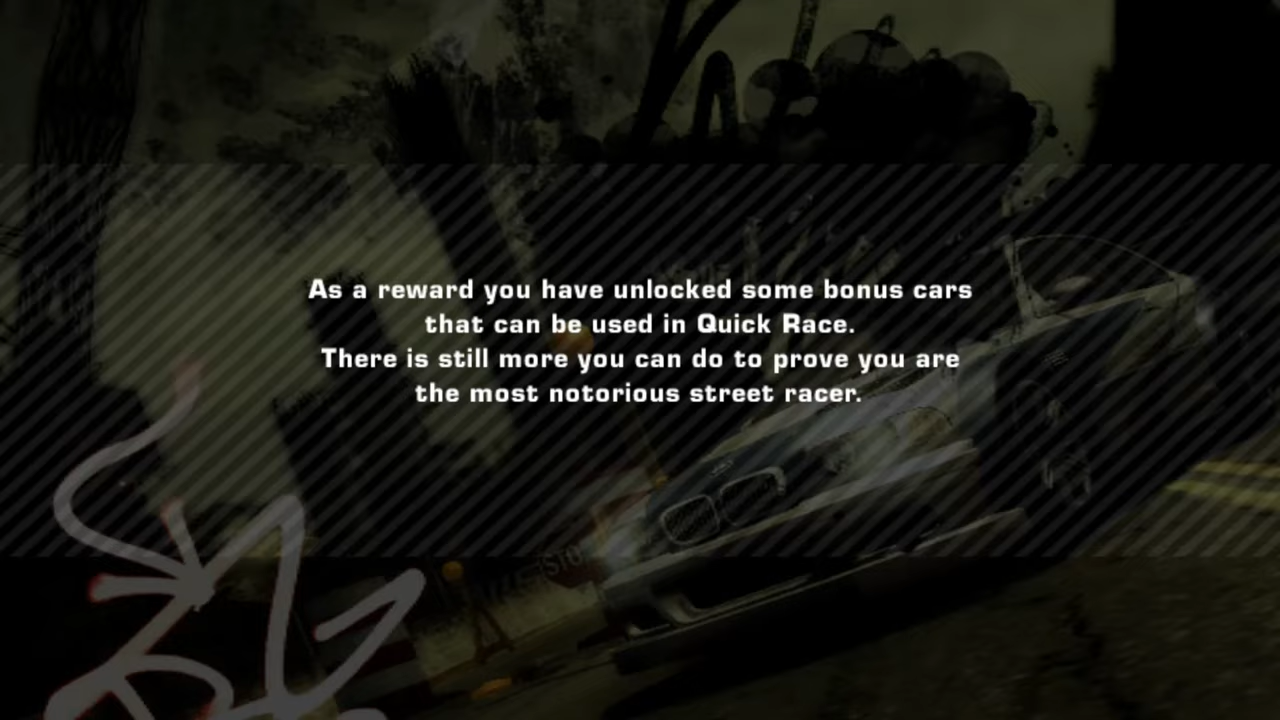 As a reward you have unlocked some bonus cars
that can be used in Quick Race.
There is still more you can do to prove you are
the most notorious street racer.
STOP